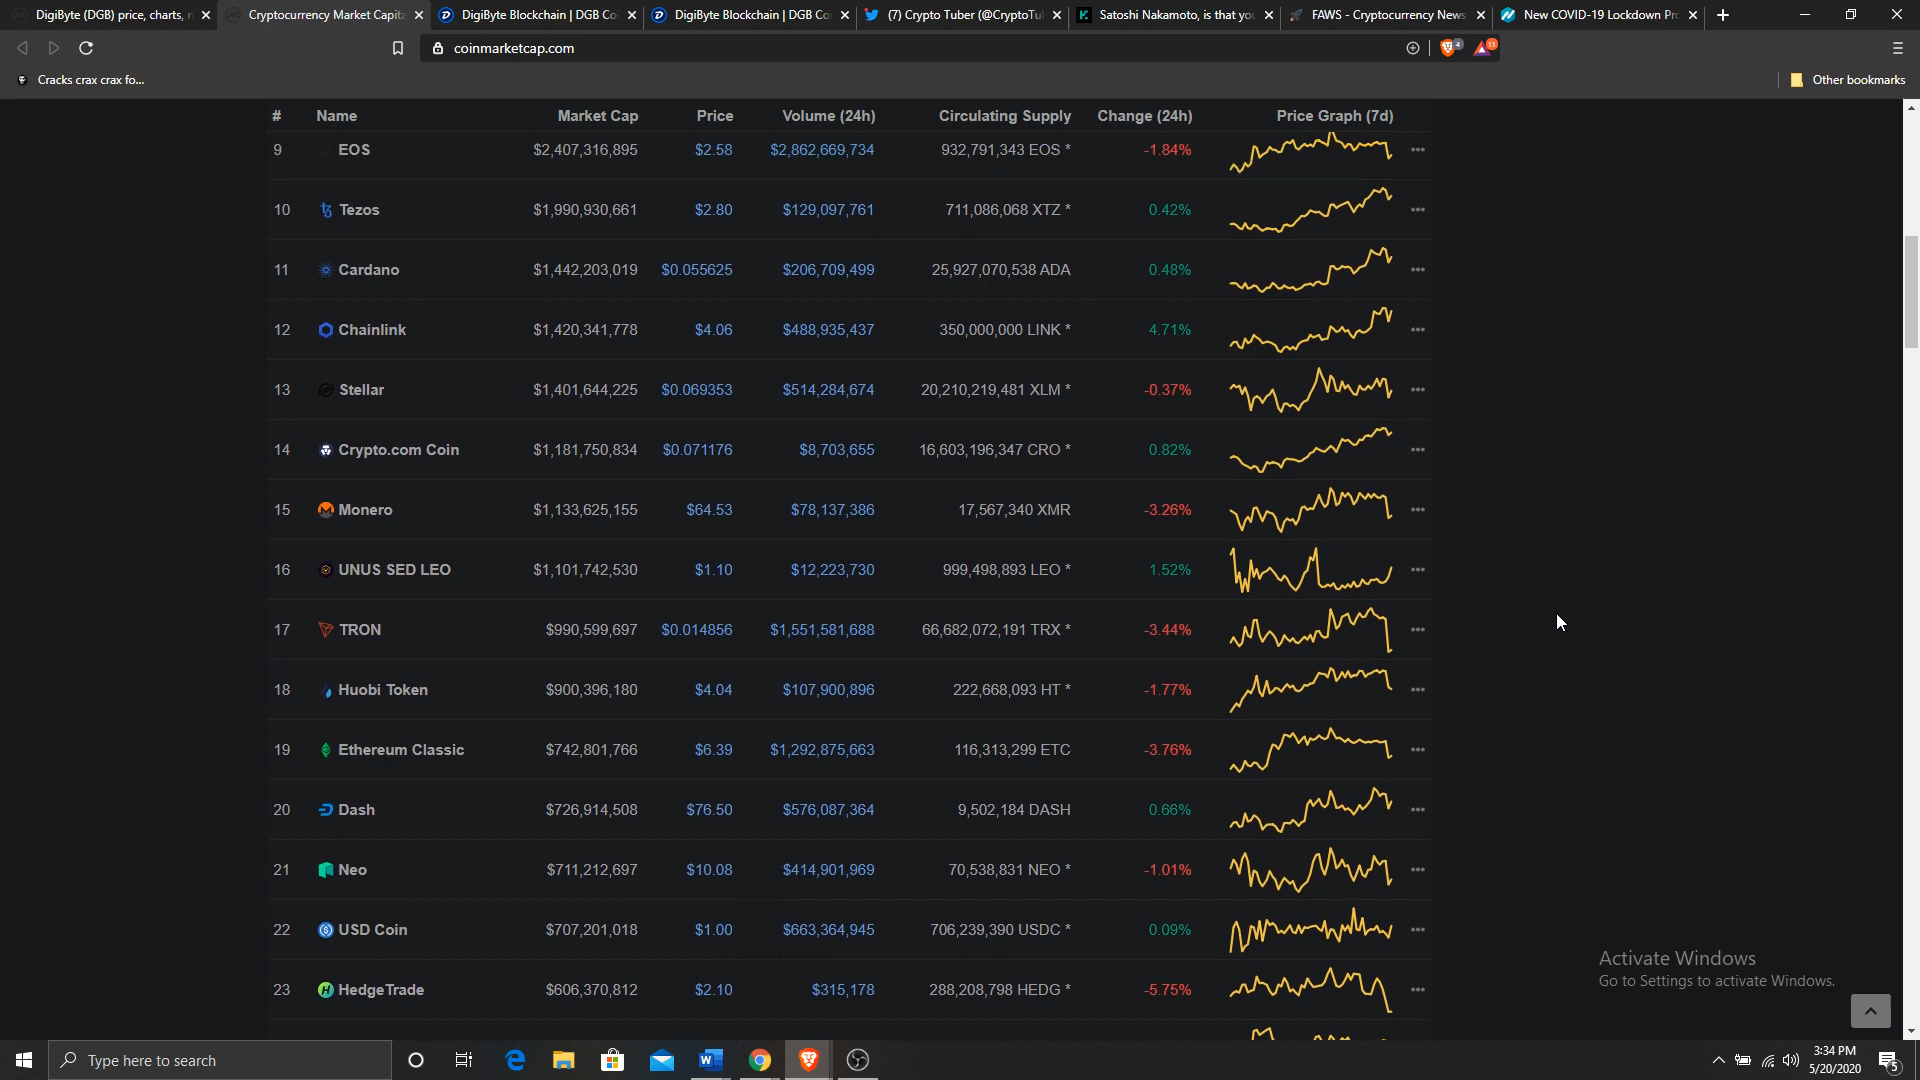 DigiByte (DGB) price, charts,
Cryptocurrency Market Capita
DigiByte Blockchain | DGB Co
DigiByte Blockchain | DGB Co
(7) Crypto Tuber (@CryptoTu
Satoshi Nakamoto, is that yo
FAWS - Cryptocurrency News
New COVID-19 Lockdown Pr
coinmarketcap.com
4
11
Cracks crax crax fo...
Other bookmarks
# Name Market Cap Price Volume (24h) Circulating Supply Change (24h) Price Graph (7d)
9 EOS $2,407,316,895 $2.58 $2,862,669,734 932,791,343 EOS * -1.84%
10 Tezos $1,990,930,661 $2.80 $129,097,761 711,086,068 XTZ * 0.42%
11 Cardano $1,442,203,019 $0.055625 $206,709,499 25,927,070,538 ADA 0.48%
12 Chainlink $1,420,341,778 $4.06 $488,935,437 350,000,000 LINK * 4.71%
13 Stellar $1,401,644,225 $0.069353 $514,284,674 20,210,219,481 XLM * -0.37%
14 Crypto.com Coin $1,181,750,834 $0.071176 $8,703,655 16,603,196,347 CRO * 0.82%
15 Monero $1,133,625,155 $64.53 $78,137,386 17,567,340 XMR -3.26%
16 UNUS SED LEO $1,101,742,530 $1.10 $12,223,730 999,498,893 LEO * 1.52%
17 TRON $990,599,697 $0.014856 $1,551,581,688 66,682,072,191 TRX * -3.44%
18 Huobi Token $900,396,180 $4.04 $107,900,896 222,668,093 HT * -1.77%
19 Ethereum Classic $742,801,766 $6.39 $1,292,875,663 116,313,299 ETC -3.76%
20 Dash $726,914,508 $76.50 $576,087,364 9,502,184 DASH 0.66%
21 Neo $711,212,697 $10.08 $414,901,969 70,538,831 NEO * -1.01%
22 USD Coin $707,201,018 $1.00 $663,364,945 706,239,390 USDC * 0.09%
23 HedgeTrade $606,370,812 $2.10 $315,178 288,208,798 HEDG * -5.75%
Activate Windows
Go to Settings to activate Windows.
Type here to search
3:34 PM
5/20/2020
5